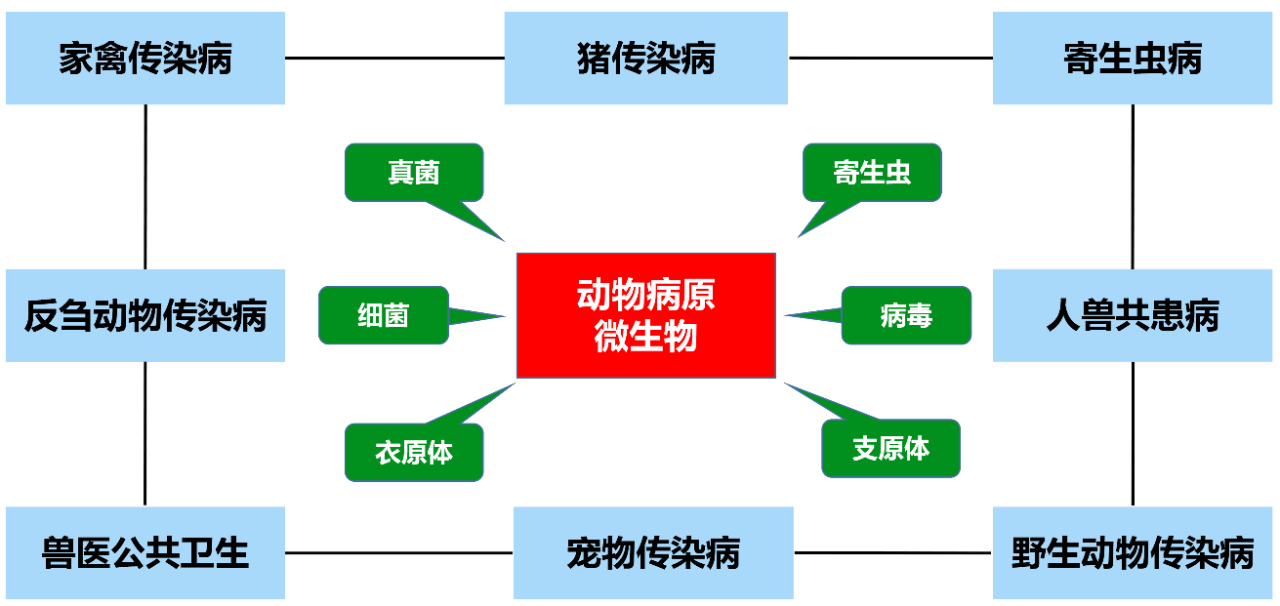 家禽传染病
猪传染病
寄生虫病
真菌
寄生虫
反刍动物传染病
细菌
动物病原
微生物
病毒
人兽共患病
衣原体
支原体
兽医公共卫生
宠物传染病
野生动物传染病